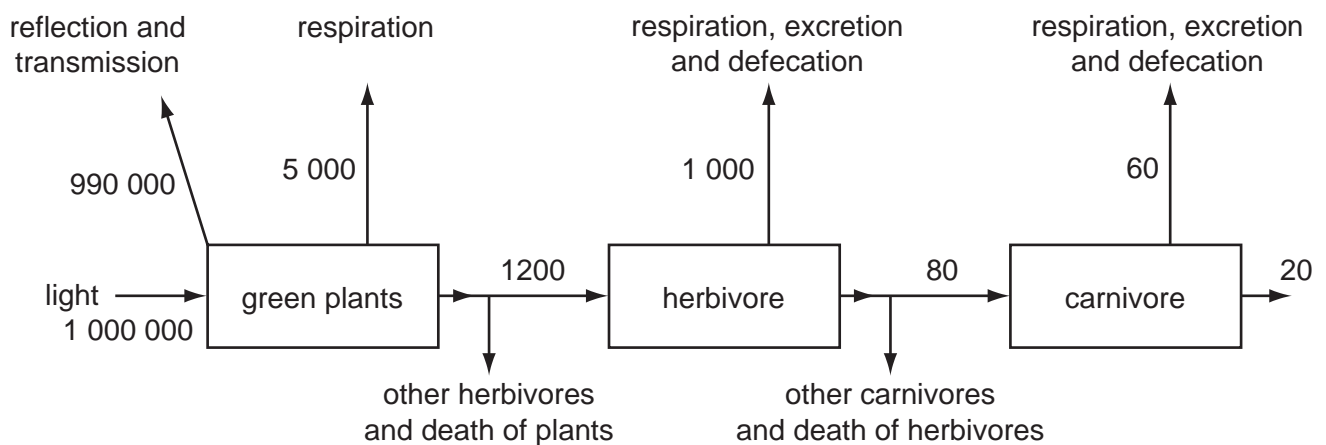 reflection and
transmission
respiration
respiration, excretion
and defecation
respiration, excretion
and defecation
990 000
5 000
1 000
60
light
1 000 000
green plants
1200
herbivore
80
carnivore
20
other herbivores
and death of plants
other carnivores
and death of herbivores